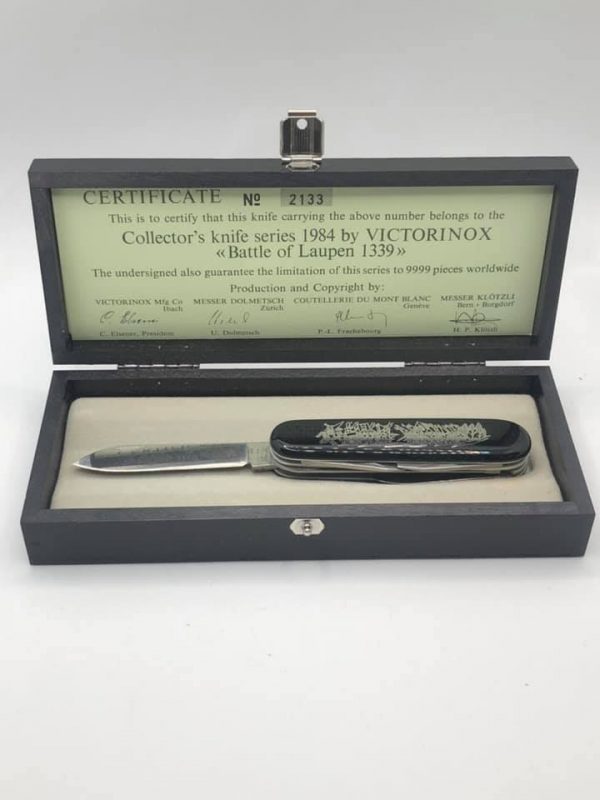 CERTIFICATE Nº 2133
This is to certify that this knife carrying the above number belongs to the
Collector's knife series 1984 by VICTORINOX
«Battle of Laupen 1339»
The undersigned also guarantee the limitation of this series to 9999 pieces worldwide
Production and Copyright by:
VICTORINOX Mfg Co MESSER DOLMETSCH COUTELLERIE DU MONT BLANC MESSER KLÖTZLI
Ibach Zürich Genève Bern + Burgdorf
C. Elsener, President U. Dolmetsch P.-L. Frachebourg H. P. Klötzli